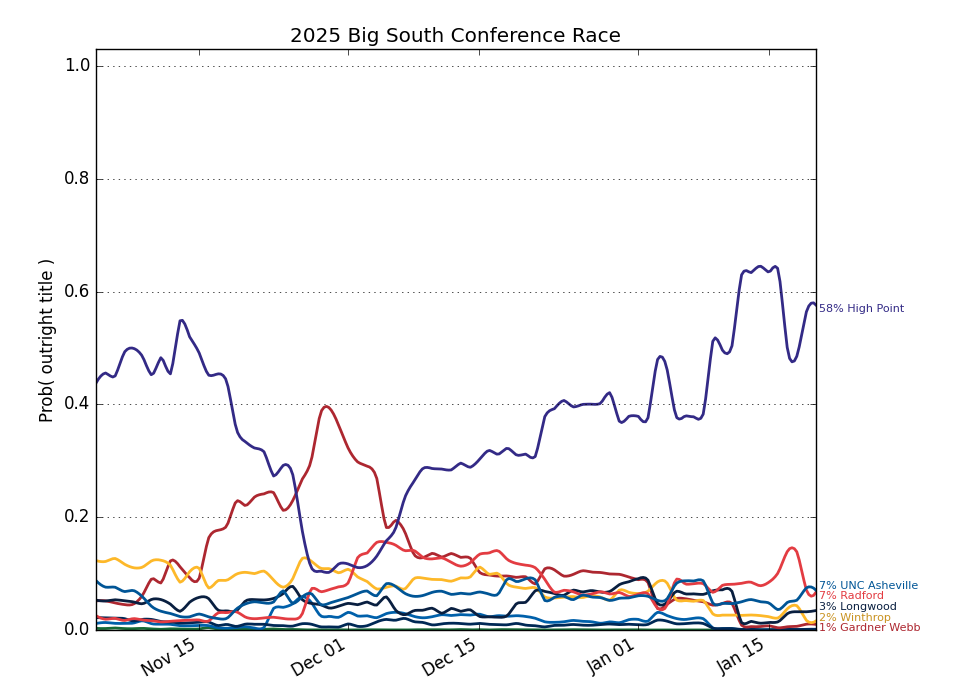 2025 Big South Conference Race
Prob( outright title )
1.0
0.8
0.6
0.4
0.2
0.0
Nov 15
Dec 01
Dec 15
Jan 01
Jan 15
58% High Point
7% UNC Asheville
7% Radford
3% Longwood
2% Winthrop
1% Gardner Webb